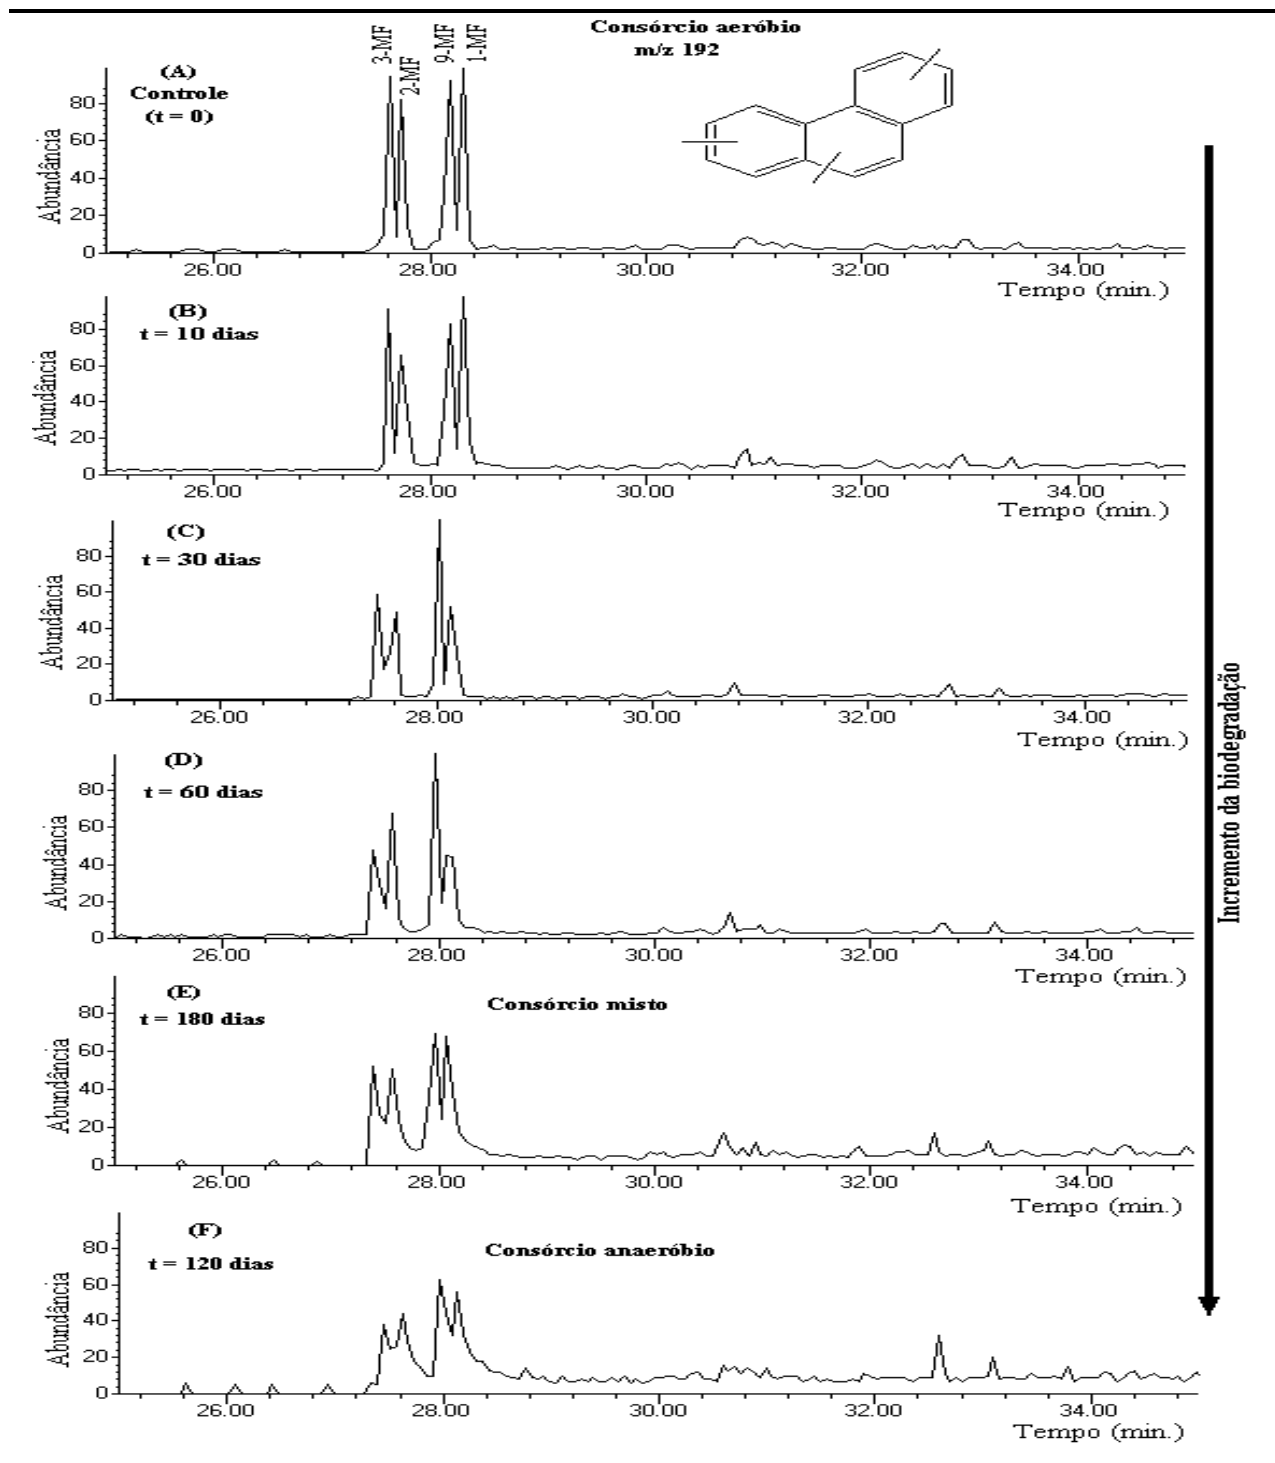 Consórcio aeróbio
m/z 192
3-MF
2-MF
9-MF
1-MF
(A)
Controle
(t = 0)
Abundância
80
60
40
20
0
26.00 28.00 30.00 32.00 34.00
Tempo (min.)
(B)
t = 10 dias
Abundância
80
60
40
20
0
26.00 28.00 30.00 32.00 34.00
Tempo (min.)
(C)
t = 30 dias
Abundância
80
60
40
20
0
26.00 28.00 30.00 32.00 34.00
Tempo (min.)
(D)
t = 60 dias
Abundância
80
60
40
20
0
26.00 28.00 30.00 32.00 34.00
Tempo (min.)
(E)
t = 180 dias
Consórcio misto
Abundância
80
60
40
20
0
26.00 28.00 30.00 32.00 34.00
Tempo (min.)
(F)
t = 120 dias
Consórcio anaeróbio
Abundância
80
60
40
20
0
26.00 28.00 30.00 32.00 34.00
Tempo (min.)
Incremento da biodegradação